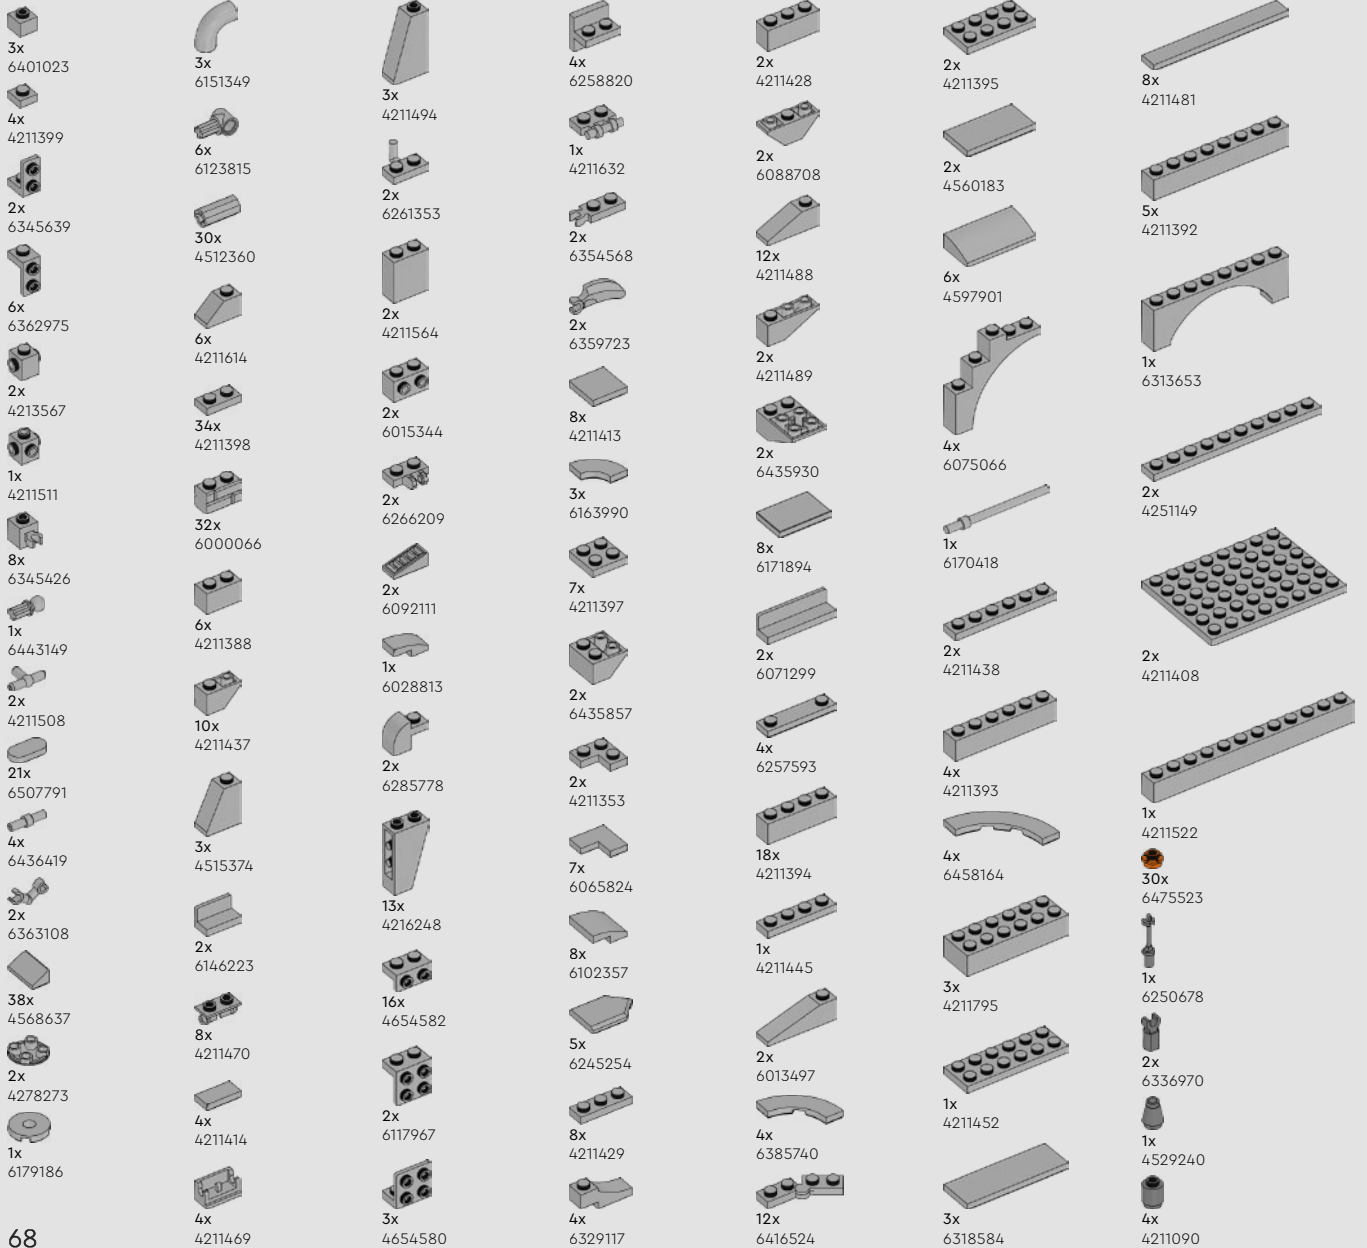 3x
6401023
4x
4211399
2x
6345639
6x
6362975
2x
4213567
1x
4211511
8x
6345426
1x
6443149
2x
4211508
21x
6507791
4x
6436419
2x
6363108
38x
4568637
2x
4278273
1x
6179186
68
3x
6151349
6x
6123815
30x
4512360
6x
4211614
34x
4211398
32x
6000066
6x
4211388
10x
4211437
3x
4515374
2x
6146223
8x
4211470
4x
4211414
4x
4211469
3x
4211494
2x
6261353
2x
4211564
2x
6015344
2x
6266209
2x
6092111
1x
6028813
2x
6285778
13x
4216248
16x
4654582
2x
6117967
3x
4654580
4x
6258820
1x
4211632
2x
6354568
2x
6359723
8x
4211413
3x
6163990
7x
4211397
2x
6435857
2x
4211353
7x
6065824
8x
6102357
5x
6245254
8x
4211429
4x
6329117
2x
4211428
2x
6088708
12x
4211488
2x
4211489
2x
6435930
8x
6171894
2x
6071299
4x
6257593
18x
4211394
1x
4211445
2x
6013497
4x
6385740
12x
6416524
2x
4211395
2x
4560183
6x
4597901
4x
6075066
1x
6170418
2x
4211438
4x
4211393
4x
6458164
3x
4211795
1x
4211452
3x
6318584
8x
4211481
5x
4211392
1x
6313653
2x
4251149
2x
4211408
1x
4211522
30x
6475523
1x
6250678
2x
6336970
1x
4529240
4x
4211090